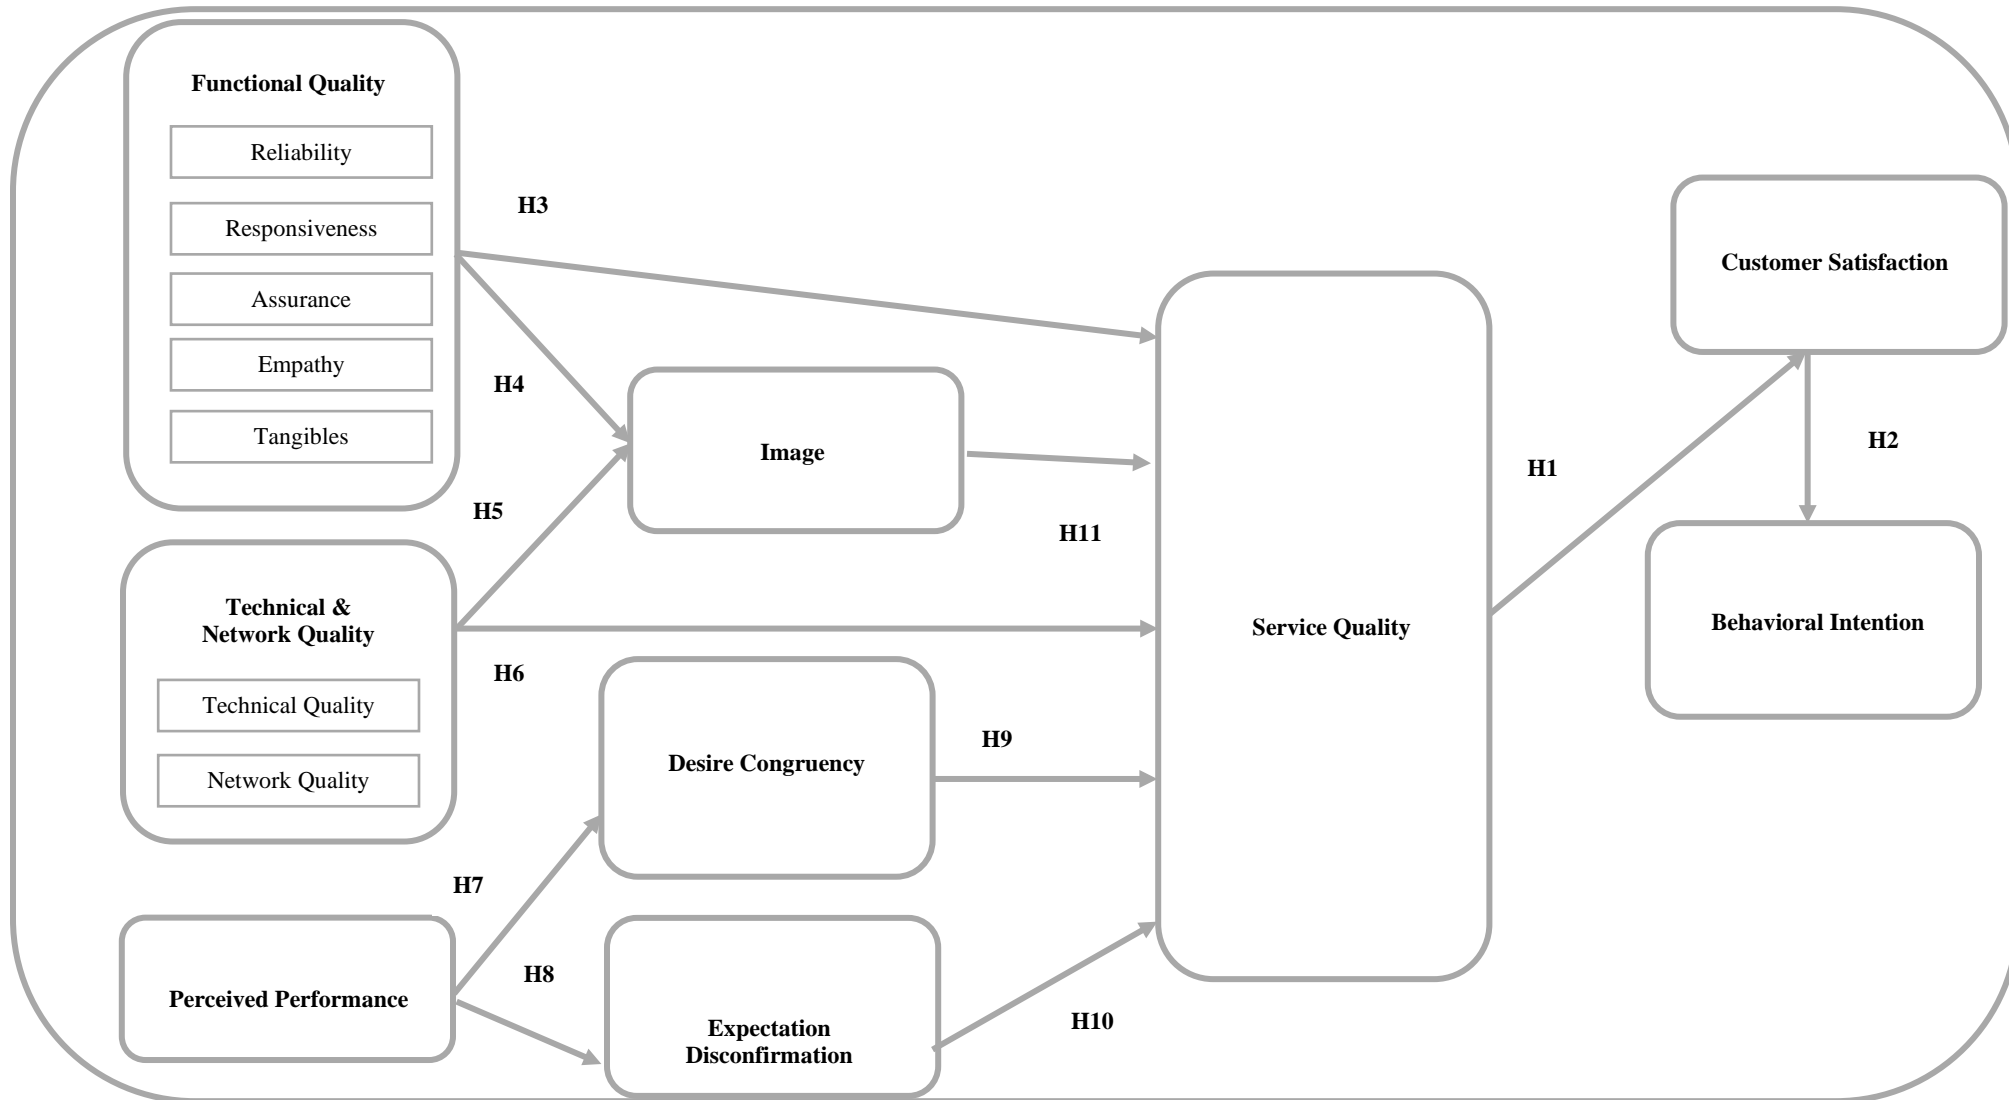 Functional Quality
Reliability
Responsiveness
Assurance
Empathy
Tangibles
H3
H4
H5
Technical &
Network Quality
Technical Quality
Network Quality
H6
H7
H8
Perceived Performance
Image
H11
Desire Congruency
H9
Expectation
Disconfirmation
H10
Service Quality
H1
Customer Satisfaction
H2
Behavioral Intention